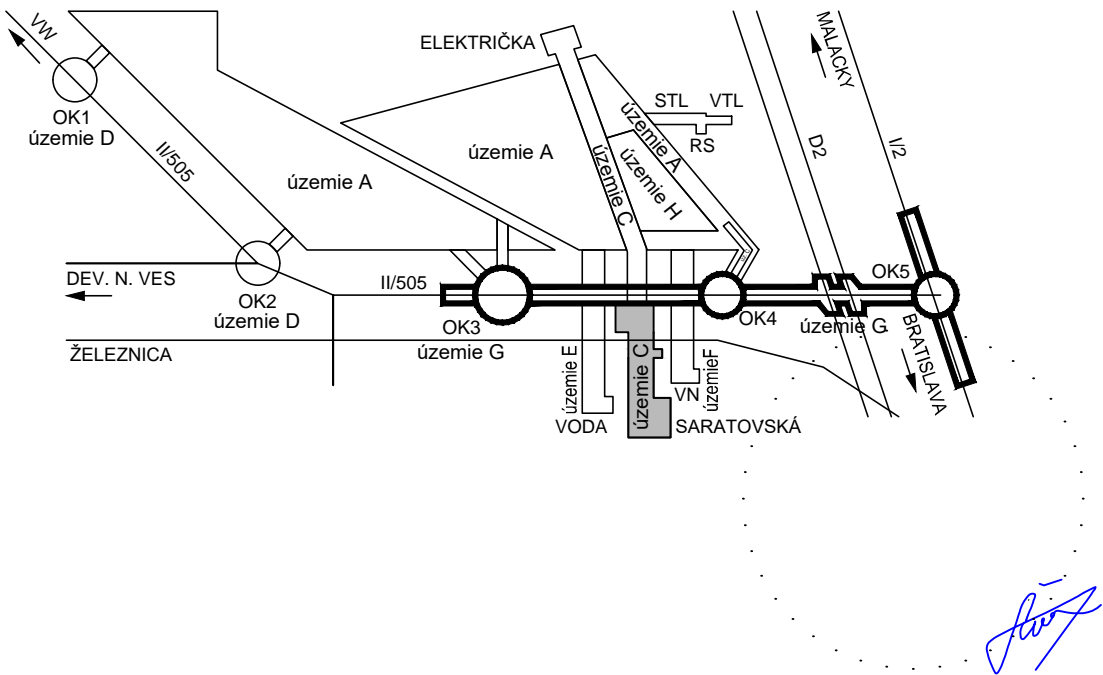 VW
ELEKTRIČKA
MALACKY
OK1
územie D
STL VTL
RS
II/505
územie A
územie A
územie A
územie C
územie H
D2
I/2
DEV. N. VES
OK2
územie D
II/505
OK3
územie G
OK4
OK5
územie G
BRATISLAVA
ŽELEZNICA
územie E
územie C
územieF
VN
VODA
SARATOVSKÁ